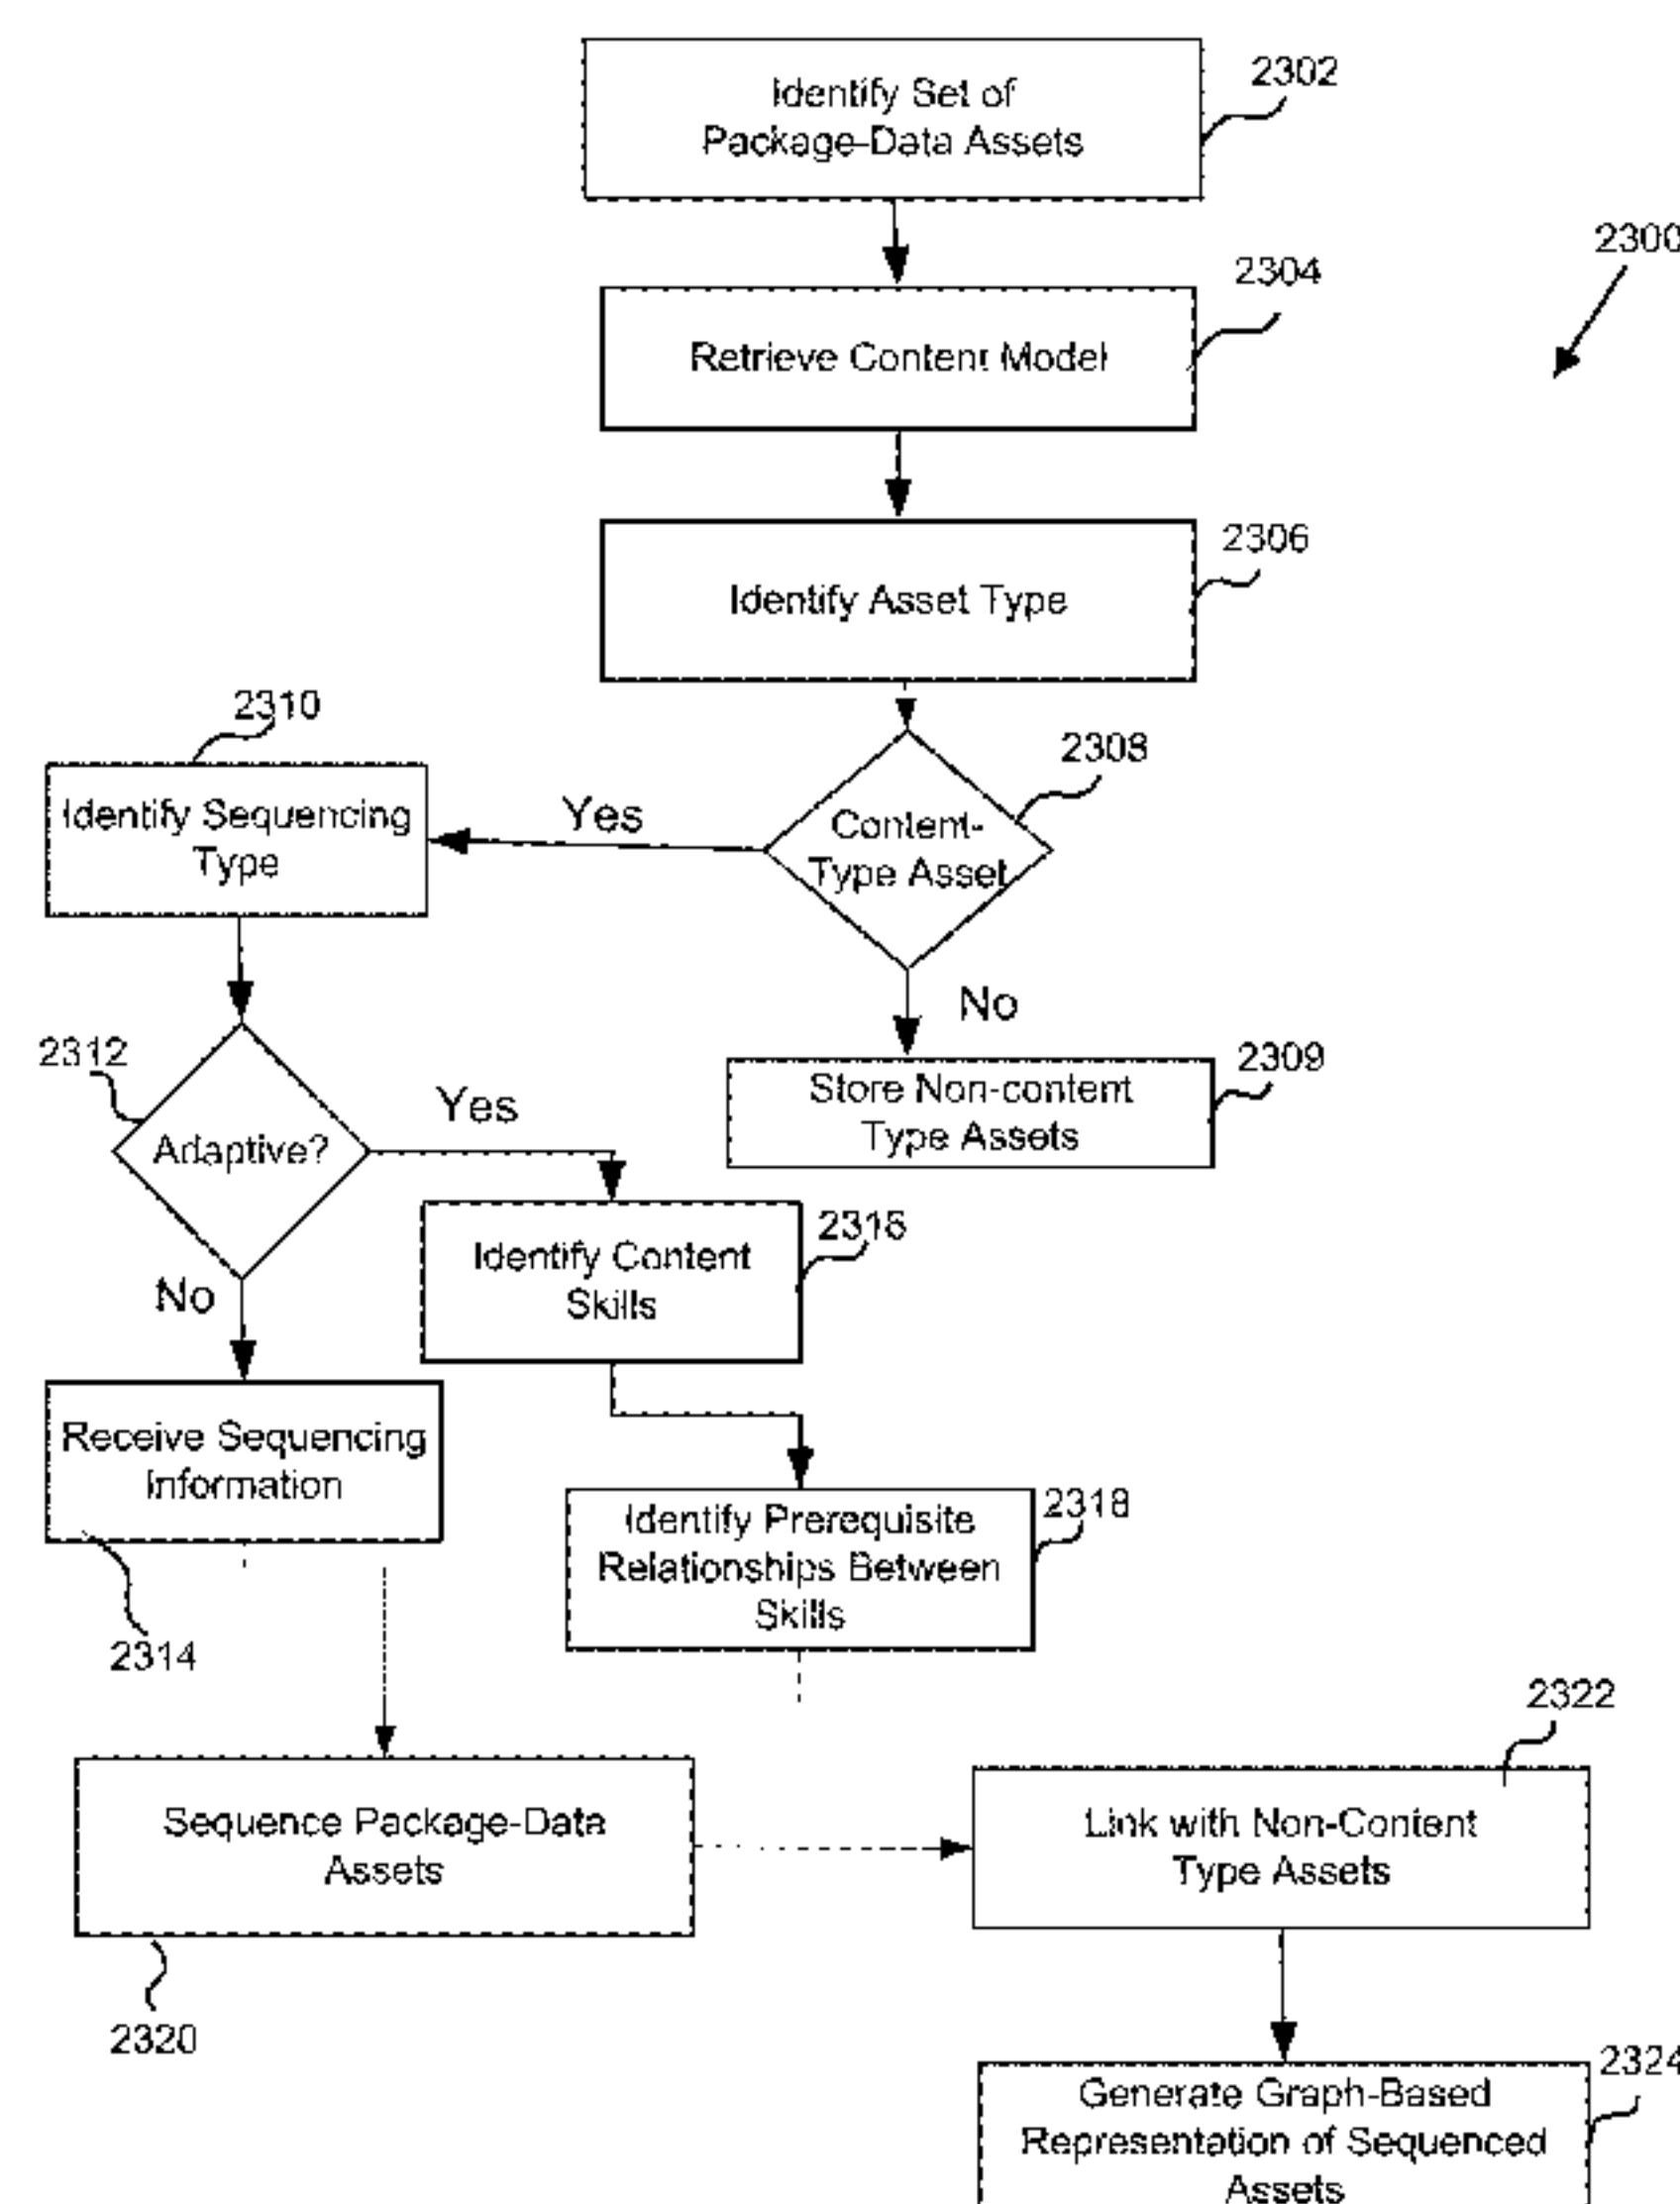 Identify Set of
Package-Data Assets
2302
2300
2304
Retrieve Content Model
2306
Identify Asset Type
2310
2308
Identify Sequencing
Type
Yes
Content-
Type Asset
No
2312
2309
Store Non-content
Type Assets
Adaptive?
Yes
2316
Identify Content
Skills
No
Receive Sequencing
Information
2318
Identify Prerequisite
Relationships Between
Skills
2314
2322
Sequence Package-Data
Assets
Link with Non-Content
Type Assets
2320
2324
Generate Graph-Based
Representation of Sequenced
Assets